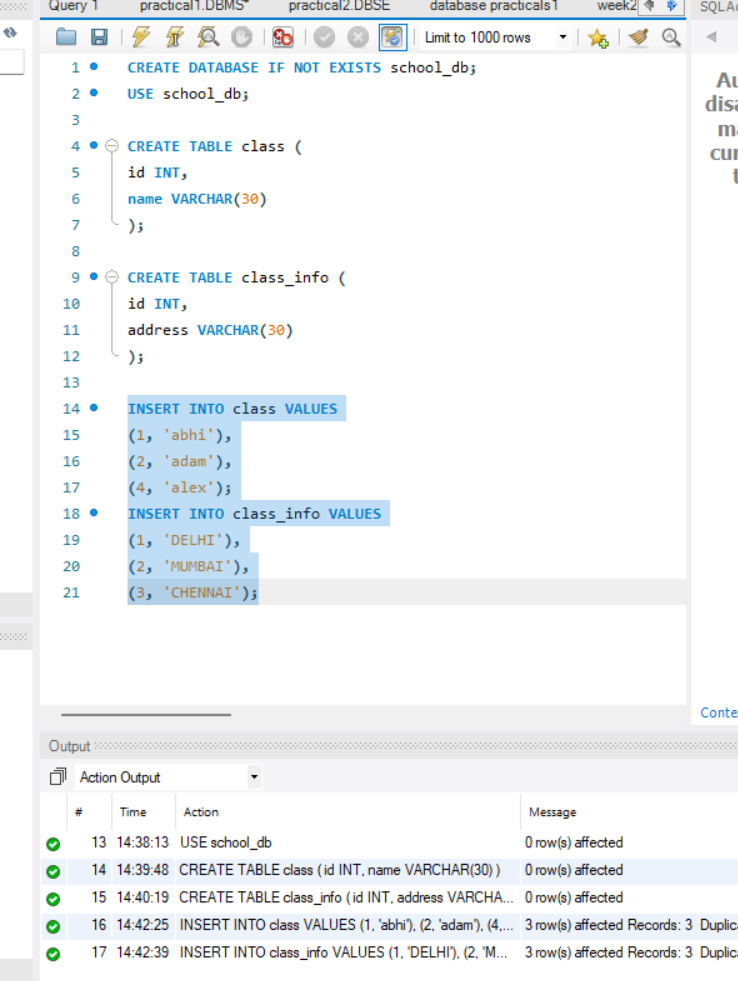 Query 1 practical1.DBMS* practical2.DBSE database practicals1 week2 SQLA
Limit to 1000 rows
1 CREATE DATABASE IF NOT EXISTS school_db;
2 USE school_db;
3
4 CREATE TABLE class (
5 id INT,
6 name VARCHAR(30)
7 );
8
9 CREATE TABLE class_info (
10 id INT,
11 address VARCHAR(30)
12 );
13
14 INSERT INTO class VALUES
15 (1, 'abhi'),
16 (2, 'adam'),
17 (4, 'alex');
18 INSERT INTO class_info VALUES
19 (1, 'DELHI'),
20 (2, 'MUMBAI'),
21 (3, 'CHENNAI');
Output
Action Output
# Time Action Message
13 14:38:13 USE school_db 0 row(s) affected
14 14:39:48 CREATE TABLE class ( id INT, name VARCHAR(30) ) 0 row(s) affected
15 14:40:19 CREATE TABLE class_info ( id INT, address VARCHA... 0 row(s) affected
16 14:42:25 INSERT INTO class VALUES (1, 'abhi'), (2, 'adam'), (4,... 3 row(s) affected Records: 3 Duplic
17 14:42:39 INSERT INTO class_info VALUES (1, 'DELHI'), (2, 'M... 3 row(s) affected Records: 3 Duplic